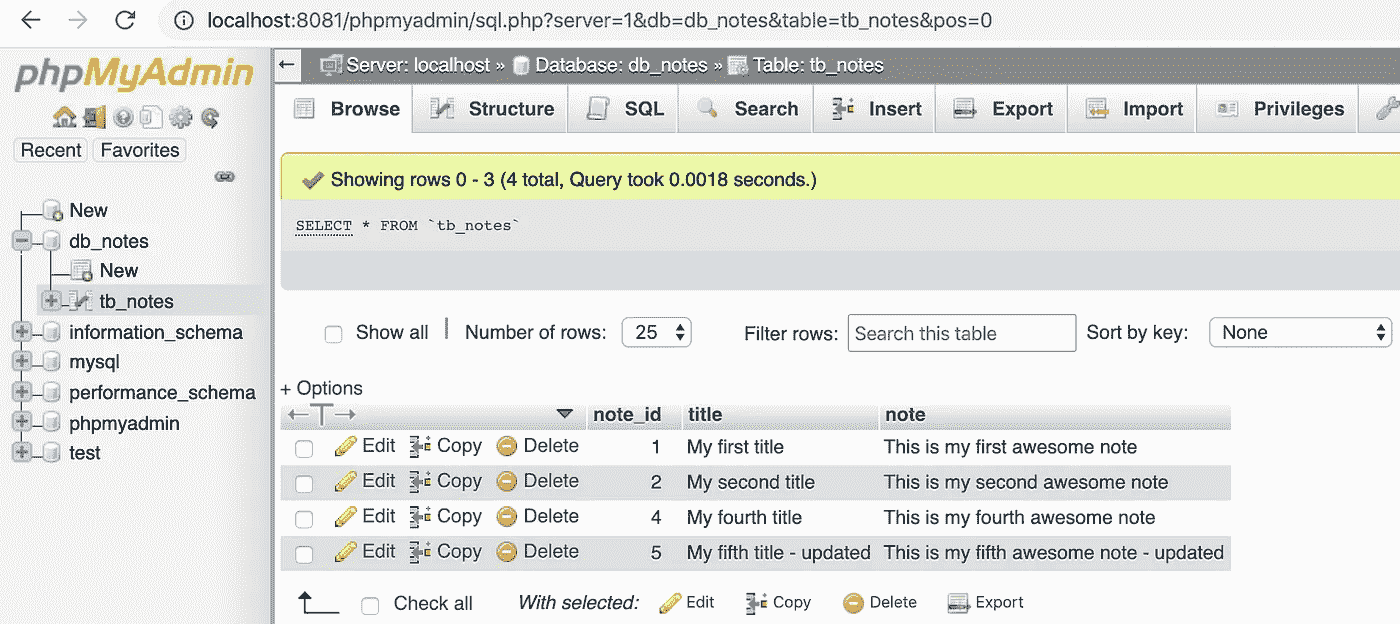 localhost:8081/phpmyadmin/sql.php?server=1&db=db_notes&table=tb_notes&pos=0
phpMyAdmin
Recent Favorites
New
db_notes
New
tb_notes
information_schema
mysql
performance_schema
phpmyadmin
test
Server: localhost » Database: db_notes » Table: tb_notes
Browse Structure SQL Search Insert Export Import Privileges
Showing rows 0 - 3 (4 total, Query took 0.0018 seconds.)
SELECT * FROM `tb_notes`
Show all Number of rows: 25 Filter rows: Search this table Sort by key: None
+ Options
note_id title note
Edit Copy Delete 1 My first title This is my first awesome note
Edit Copy Delete 2 My second title This is my second awesome note
Edit Copy Delete 4 My fourth title This is my fourth awesome note
Edit Copy Delete 5 My fifth title - updated This is my fifth awesome note - updated
Check all With selected: Edit Copy Delete Export